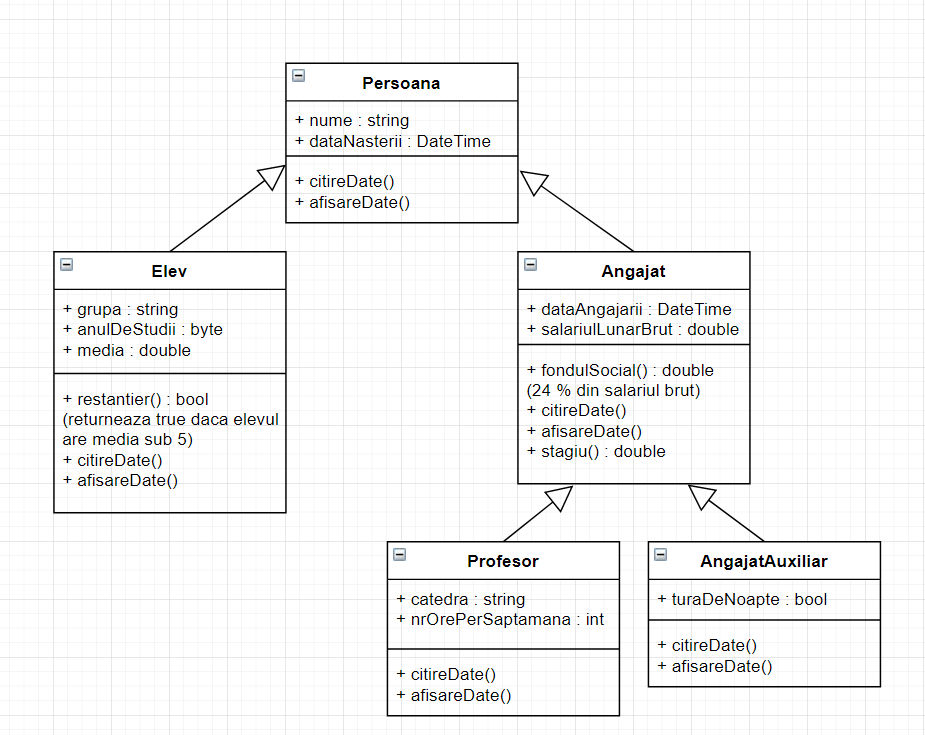 Persoana
+ nume : string
+ dataNasterii : DateTime
+ citireDate()
+ afisareDate()
Elev
+ grupa : string
+ anulDeStudii : byte
+ media : double
+ restantier() : bool
(returneaza true daca elevul
are media sub 5)
+ citireDate()
+ afisareDate()
Angajat
+ dataAngajarii : DateTime
+ salariulLunarBrut : double
+ fondulSocial() : double
(24 % din salariul brut)
+ citireDate()
+ afisareDate()
+ stagiu() : double
Profesor
+ catedra : string
+ nrOrePerSaptamana : int
+ citireDate()
+ afisareDate()
AngajatAuxiliar
+ turaDeNoapte : bool
+ citireDate()
+ afisareDate()